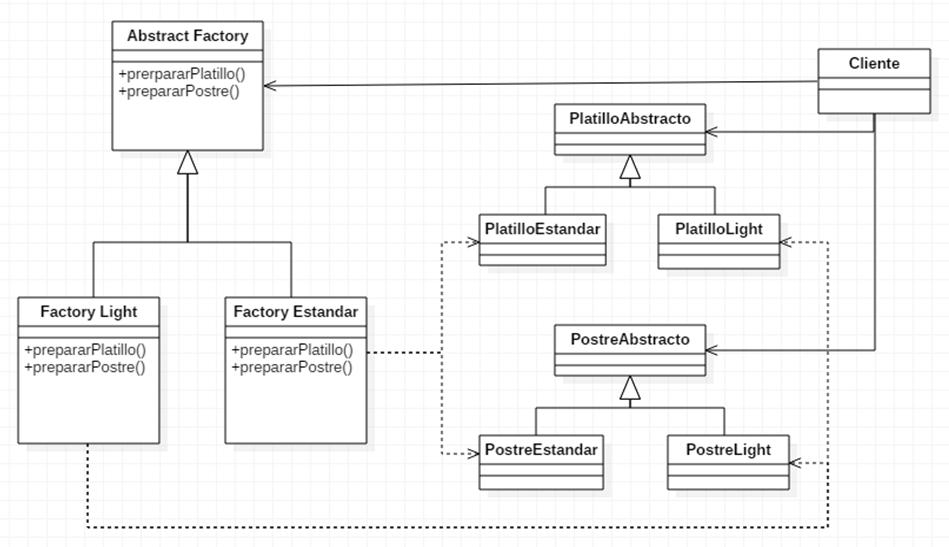 Abstract Factory
+prerpararPlatillo()
+prepararPostre()
Cliente
PlatilloAbstracto
PlatilloEstandar
PlatilloLight
Factory Light
+prepararPlatillo()
+prepararPostre()
Factory Estandar
+prepararPlatillo()
+prepararPostre()
PostreAbstracto
PostreEstandar
PostreLight